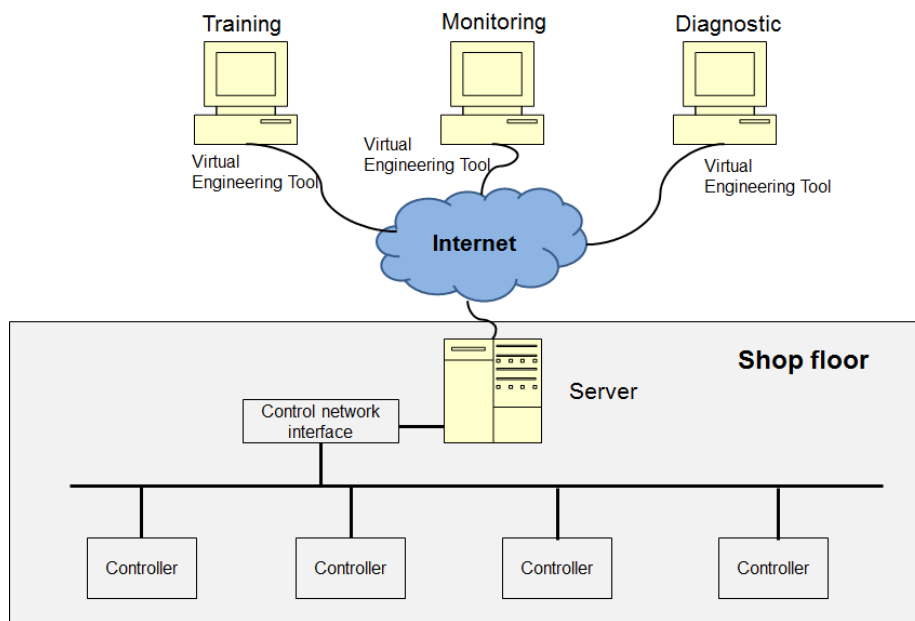 Training
Monitoring
Diagnostic
Virtual
Engineering Tool
Virtual
Engineering Tool
Virtual
Engineering Tool
Internet
Shop floor
Server
Control network
interface
Controller
Controller
Controller
Controller